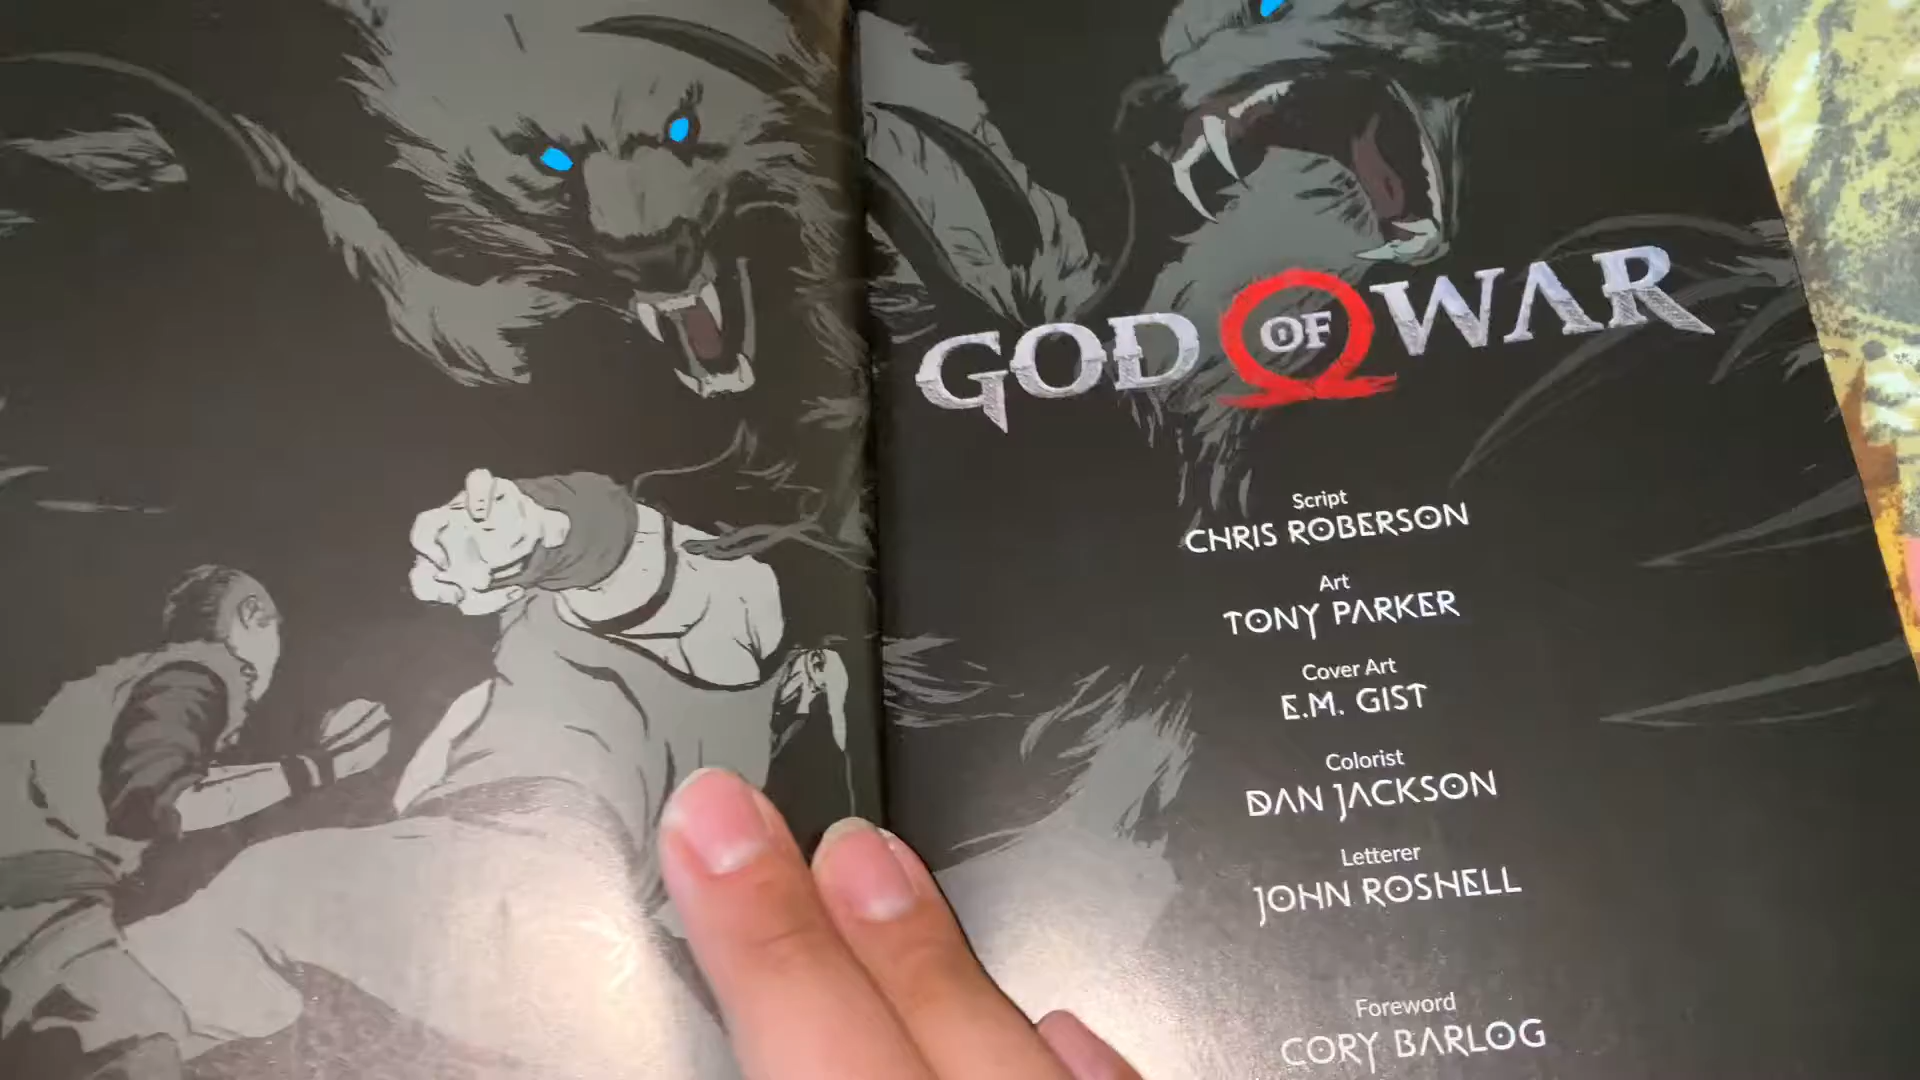 GOD OF WAR
Script
CHRIS ROBERSON
Art
TONY PARKER
Cover Art
E.M. GIST
Colorist
DAN JACKSON
Letterer
JOHN ROSHELL
Foreword
CORY BARLOG